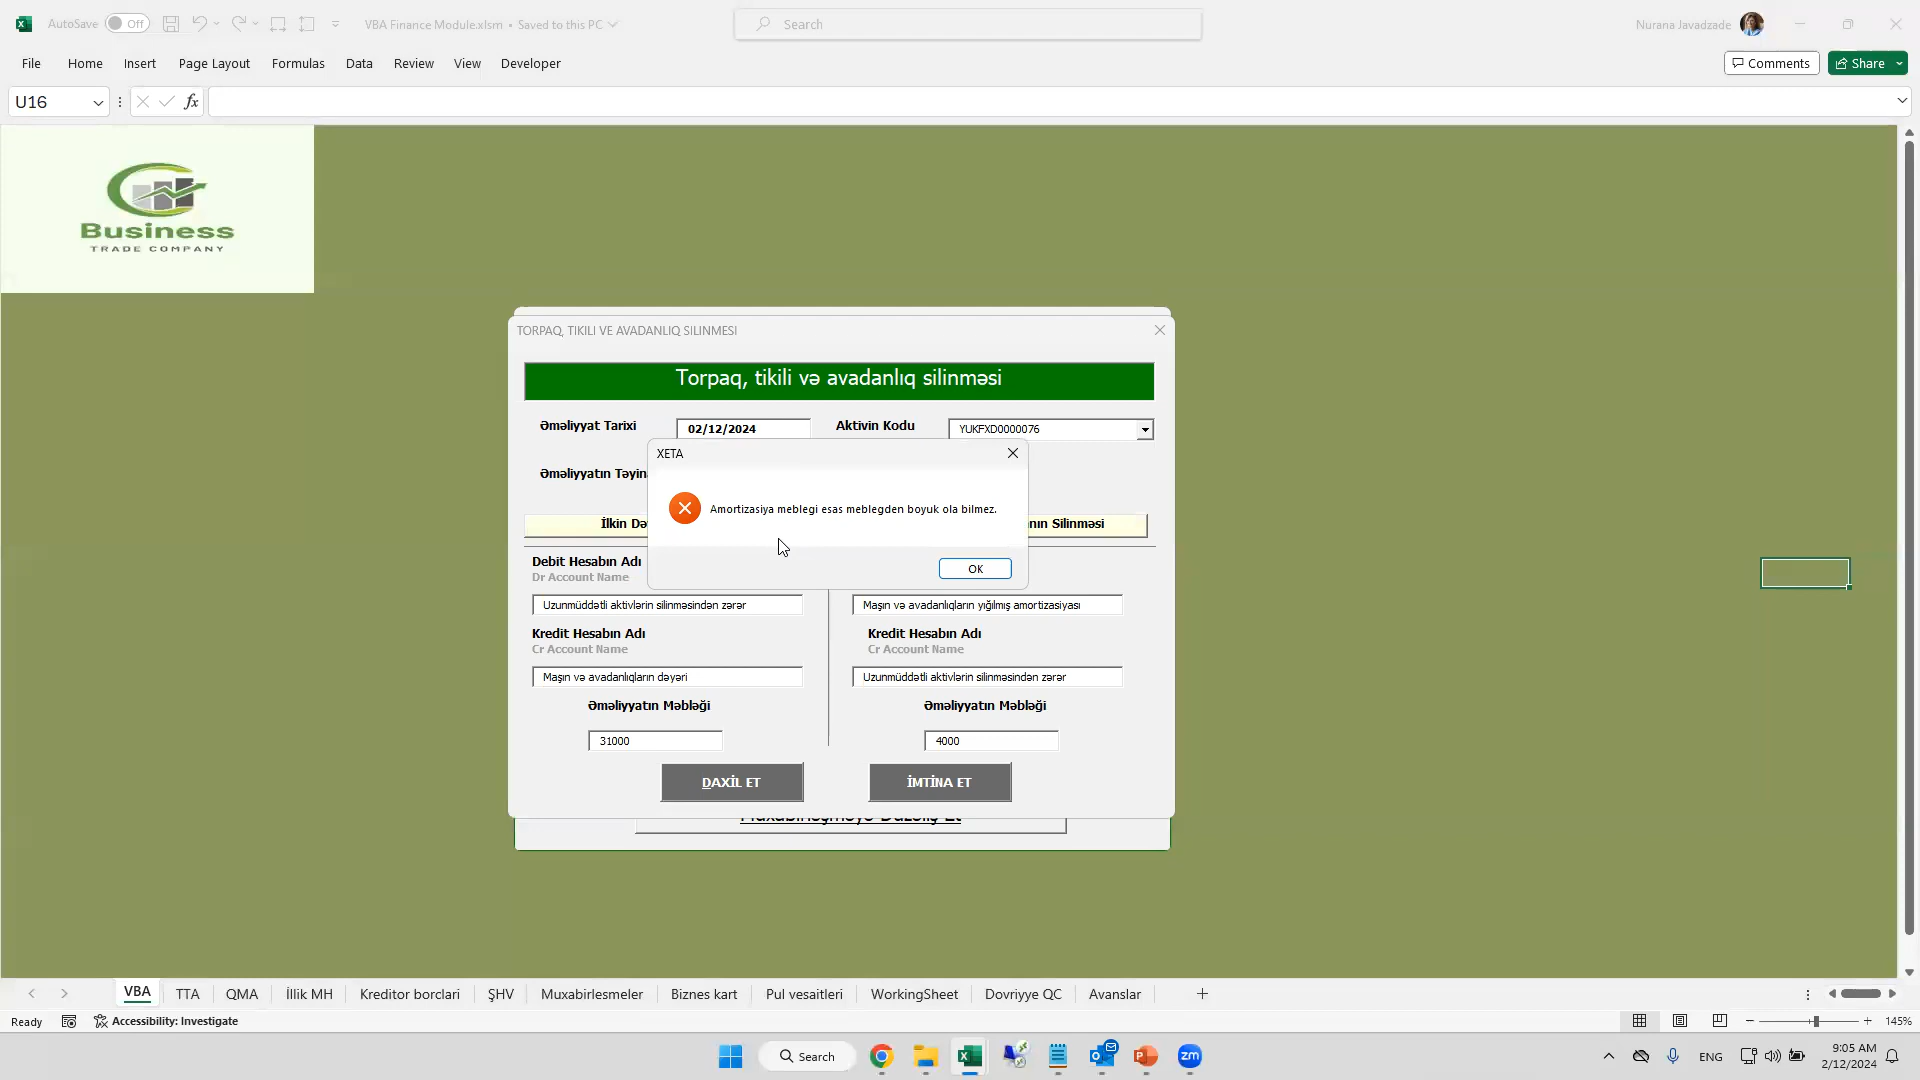 AutoSave Off VBA Finance Module.xlsm • Saved to this PC Search Nurana Javadzade
File Home Insert Page Layout Formulas Data Review View Developer Comments Share
U16 fx
Business
TRADE COMPANY
TORPAQ, TIKILI VE AVADANLIQ SILINMESI
Torpaq, tikili və avadanlıq silinməsi
Əməliyyat Tarixi 02/12/2024 Aktivin Kodu YUKFXD0000076
XETA
Əməliyyatın
Amortizasiya meblegi esas meblegden boyuk ola bilmez.
İlkin Silinməsi
OK
Debit Hesabın Adı
Dr Account Name
Uzunmüddətli aktivlərin silinməsindən zərər Maşın və avadanlıqların yığılmış amortizasiyası
Kredit Hesabın Adı Kredit Hesabın Adı
Cr Account Name Cr Account Name
Maşın və avadanlıqların dəyəri Uzunmüddətli aktivlərin silinməsindən zərər
Əməliyyatın Məbləği Əməliyyatın Məbləği
31000 4000
DAXİL ET İMTİNA ET
VBA TTA QMA İllik MH Kreditor borclari ŞHV Muxabirlesmeler Biznes kart Pul vesaitleri WorkingSheet Dovriyye QC Avanslar
Ready Accessibility: Investigate 145%
Search zm ENG 9:05 AM
2/12/2024